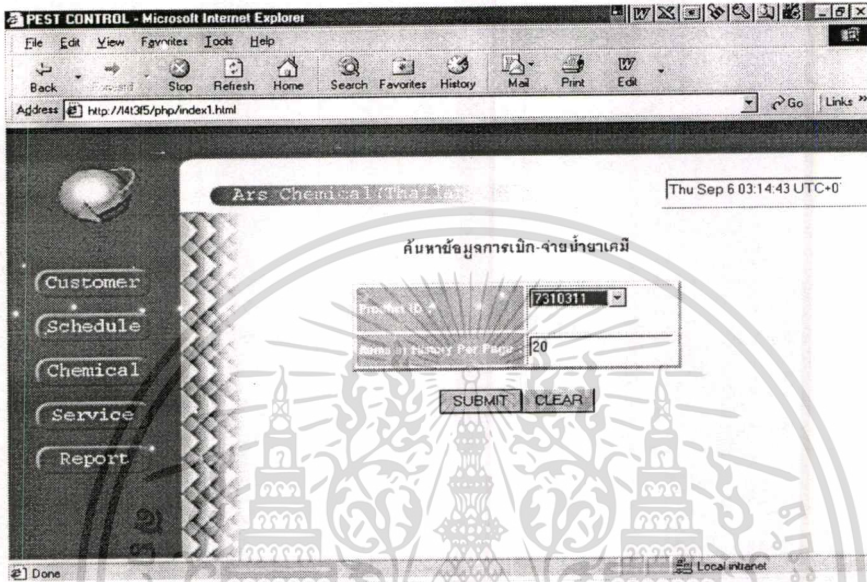 PEST CONTROL - Microsoft Internet Explorer
File Edit View Favorites Tools Help
Back Forward Stop Refresh Home Search Favorites History Mail Print Edit
Address http://l4t3f5/php/index1.html Go Links »
Ars Chemical(Thailand
Thu Sep 6 03:14:43 UTC+0
ค้นหาข้อมูลการเบิก-จ่ายน้ำยาเคมี
Customer
Schedule
Chemical
Service
Report
Product ID : 7310311
Items in History Per Page : 20
SUBMIT CLEAR
Done Local intranet